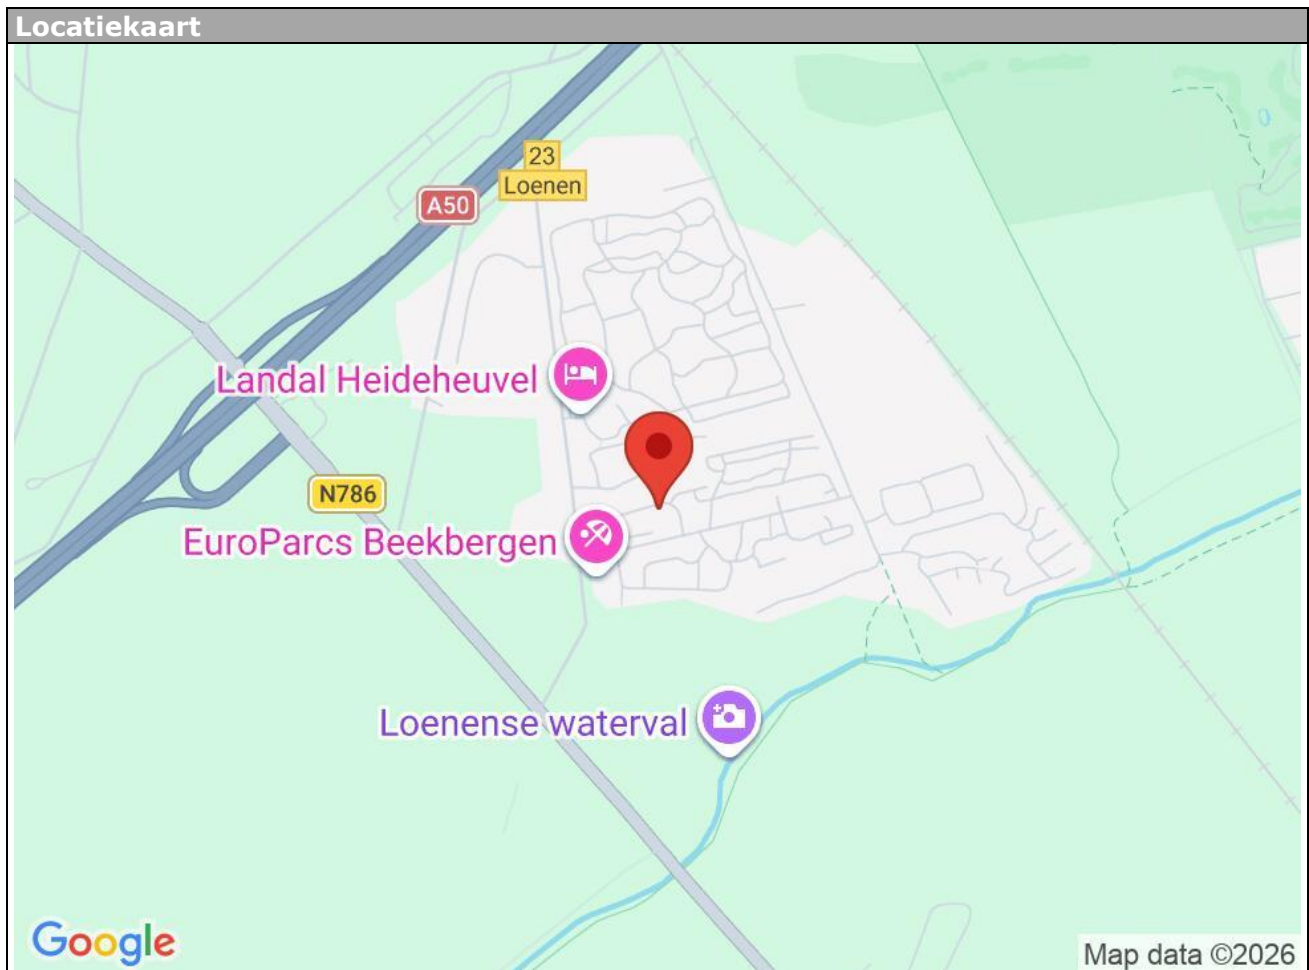 Locatiekaart
23
Loenen
A50
Landal Heideheuvel
N786
EuroParcs Beekbergen
Loenense waterval
Google
Map data ©2026